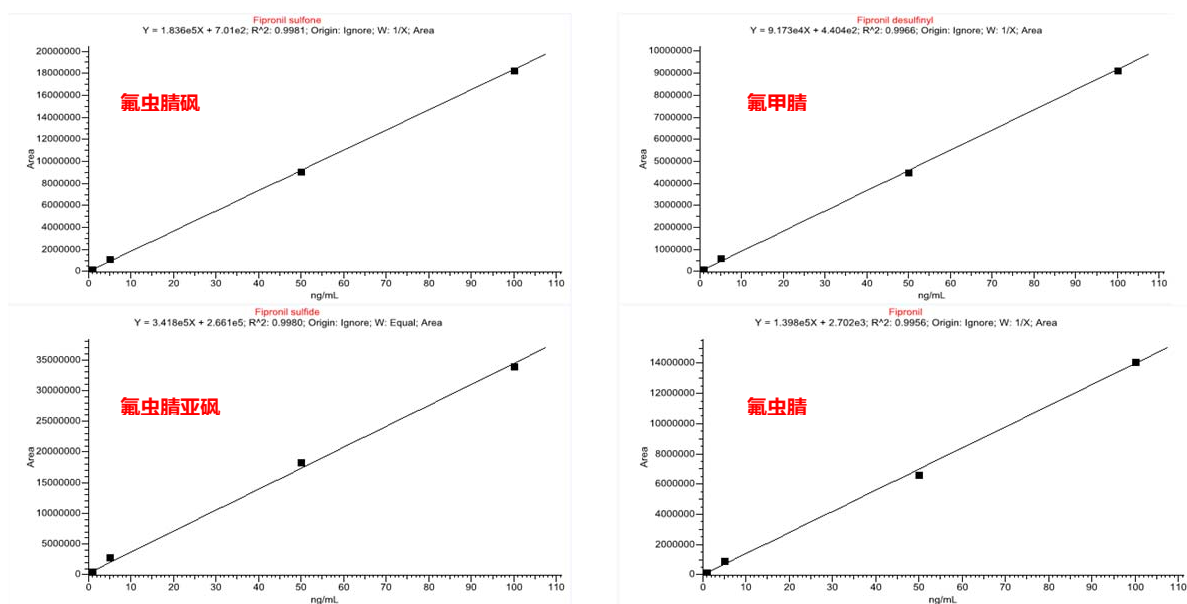 Fipronil sulfone
Y = 1.836e5X + 7.01e2; R^2: 0.9981; Origin: Ignore; W: 1/X; Area
氟虫腈砜
Area
20000000
18000000
16000000
14000000
12000000
10000000
8000000
6000000
4000000
2000000
0
0 10 20 30 40 50 60 70 80 90 100 110
ng/mL
Fipronil desulfinyl
Y = 9.173e4X + 4.404e2; R^2: 0.9966; Origin: Ignore; W: 1/X; Area
氟甲腈
Area
10000000
9000000
8000000
7000000
6000000
5000000
4000000
3000000
2000000
1000000
0
0 10 20 30 40 50 60 70 80 90 100 110
ng/mL
Fipronil sulfide
Y = 3.418e5X + 2.661e5; R^2: 0.9980; Origin: Ignore; W: Equal; Area
氟虫腈亚砜
Area
35000000
30000000
25000000
20000000
15000000
10000000
5000000
0
0 10 20 30 40 50 60 70 80 90 100 110
ng/mL
Fipronil
Y = 1.398e5X + 2.702e3; R^2: 0.9956; Origin: Ignore; W: 1/X; Area
氟虫腈
Area
14000000
12000000
10000000
8000000
6000000
4000000
2000000
0
0 10 20 30 40 50 60 70 80 90 100 110
ng/mL